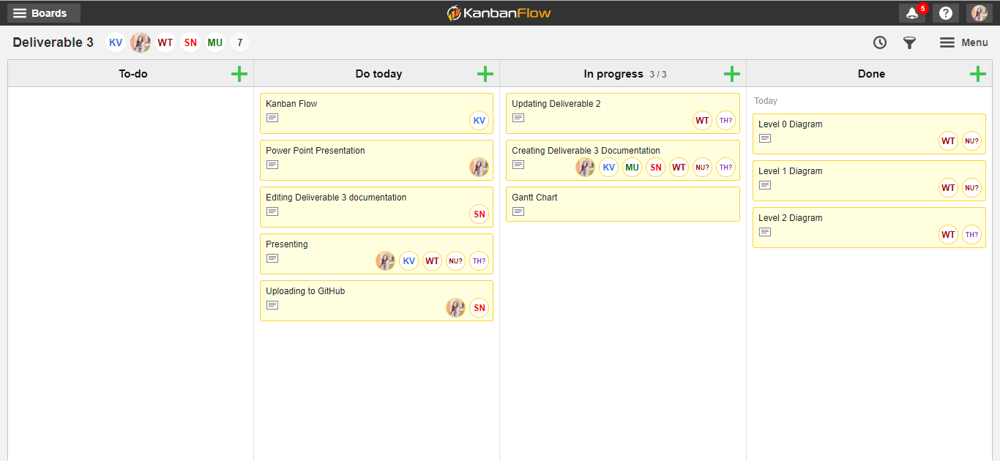 Boards
KanbanFlow
5
?
Deliverable 3
KV
WT
SN
MU
7
Menu
To-do
Do today
In progress 3 / 3
Done
Kanban Flow
KV
Power Point Presentation
Editing Deliverable 3 documentation
SN
Presenting
KV WT NU? TH?
Uploading to GitHub
SN
Updating Deliverable 2
WT TH?
Creating Deliverable 3 Documentation
KV MU SN WT NU? TH?
Gantt Chart
Today
Level 0 Diagram
WT NU?
Level 1 Diagram
WT NU?
Level 2 Diagram
WT TH?